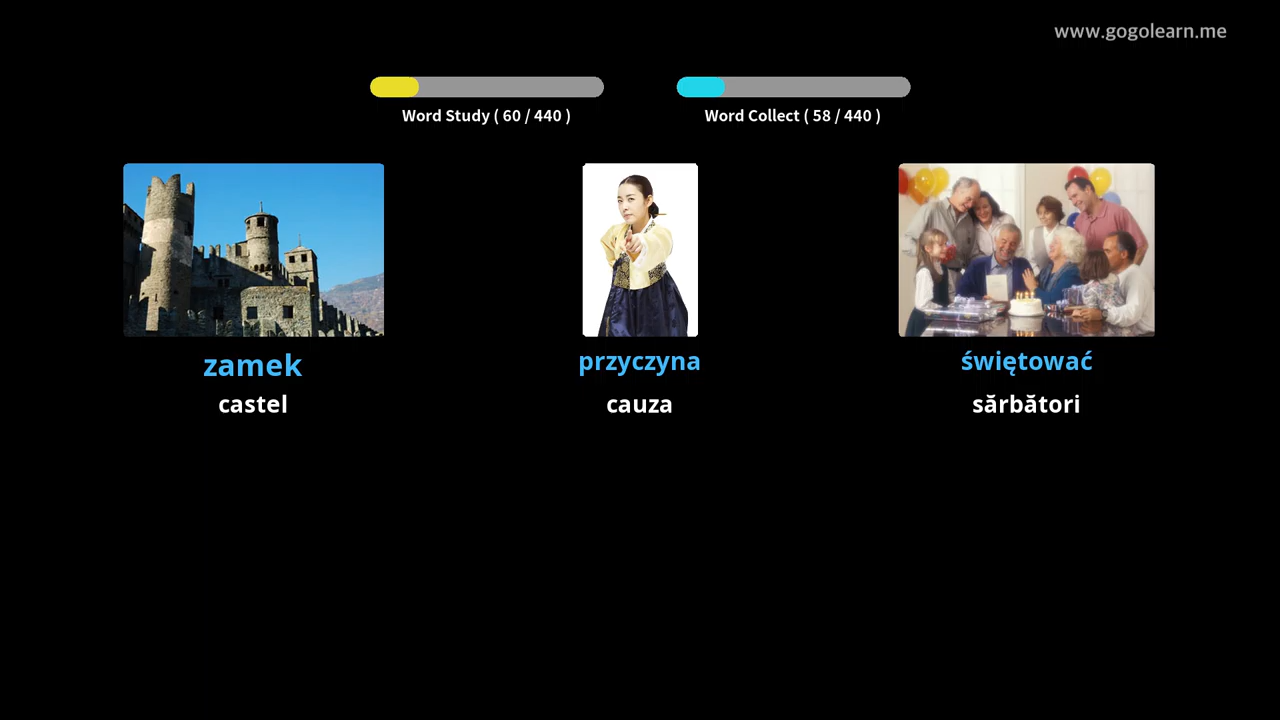 www.gogolearn.me
Word Study ( 60 / 440 )
Word Collect ( 58 / 440 )
zamek
castel
przyczyna
cauza
świętować
sărbători